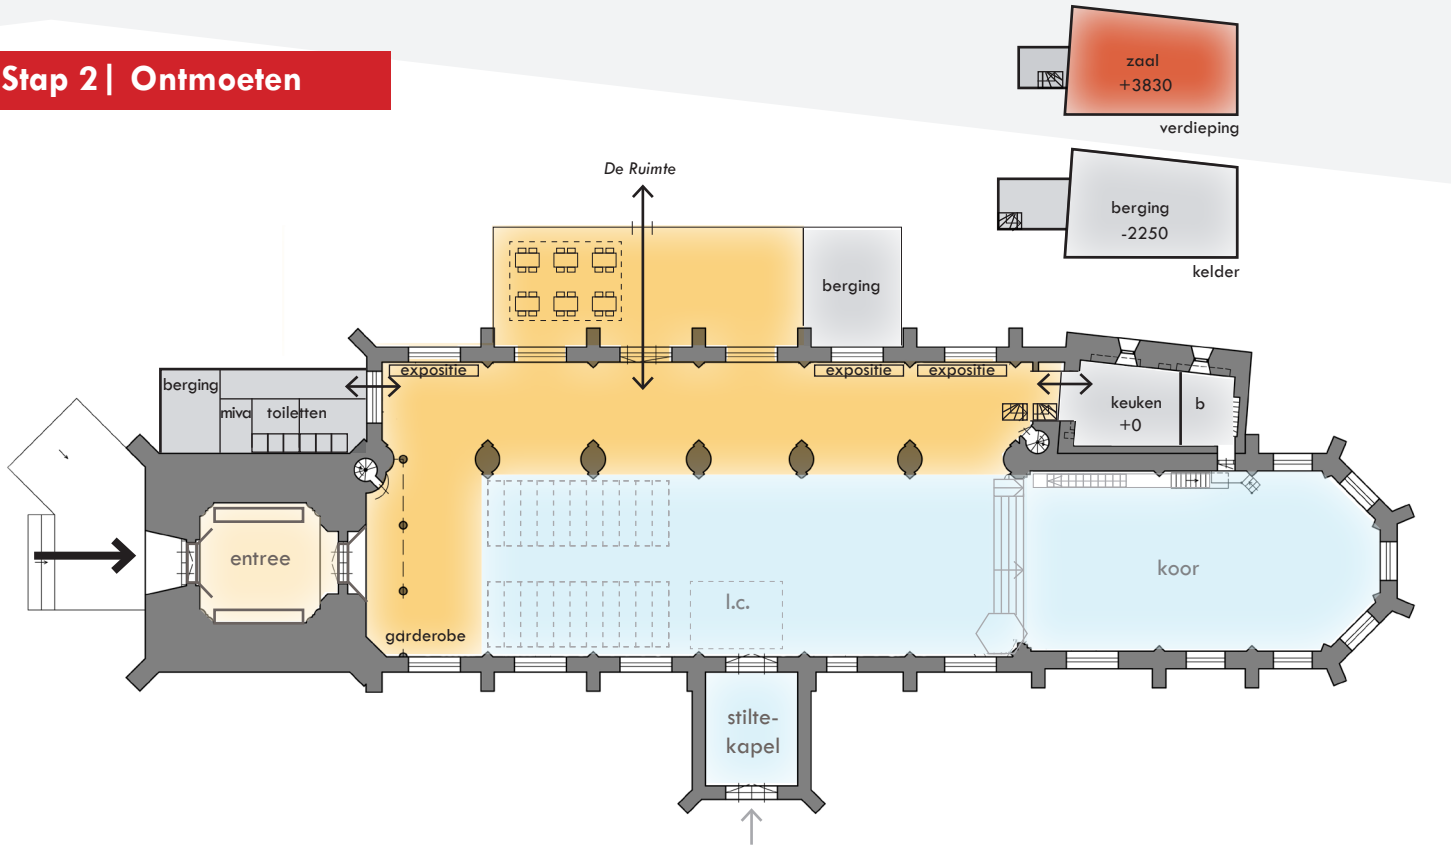 Stap 2| Ontmoeten
zaal
+3830
verdieping
De Ruimte
berging
-2250
kelder
berging
expositie
expositie
expositie
berging
miva
toiletten
keuken
+0
b
entree
koor
l.c.
garderobe
stilte-
kapel